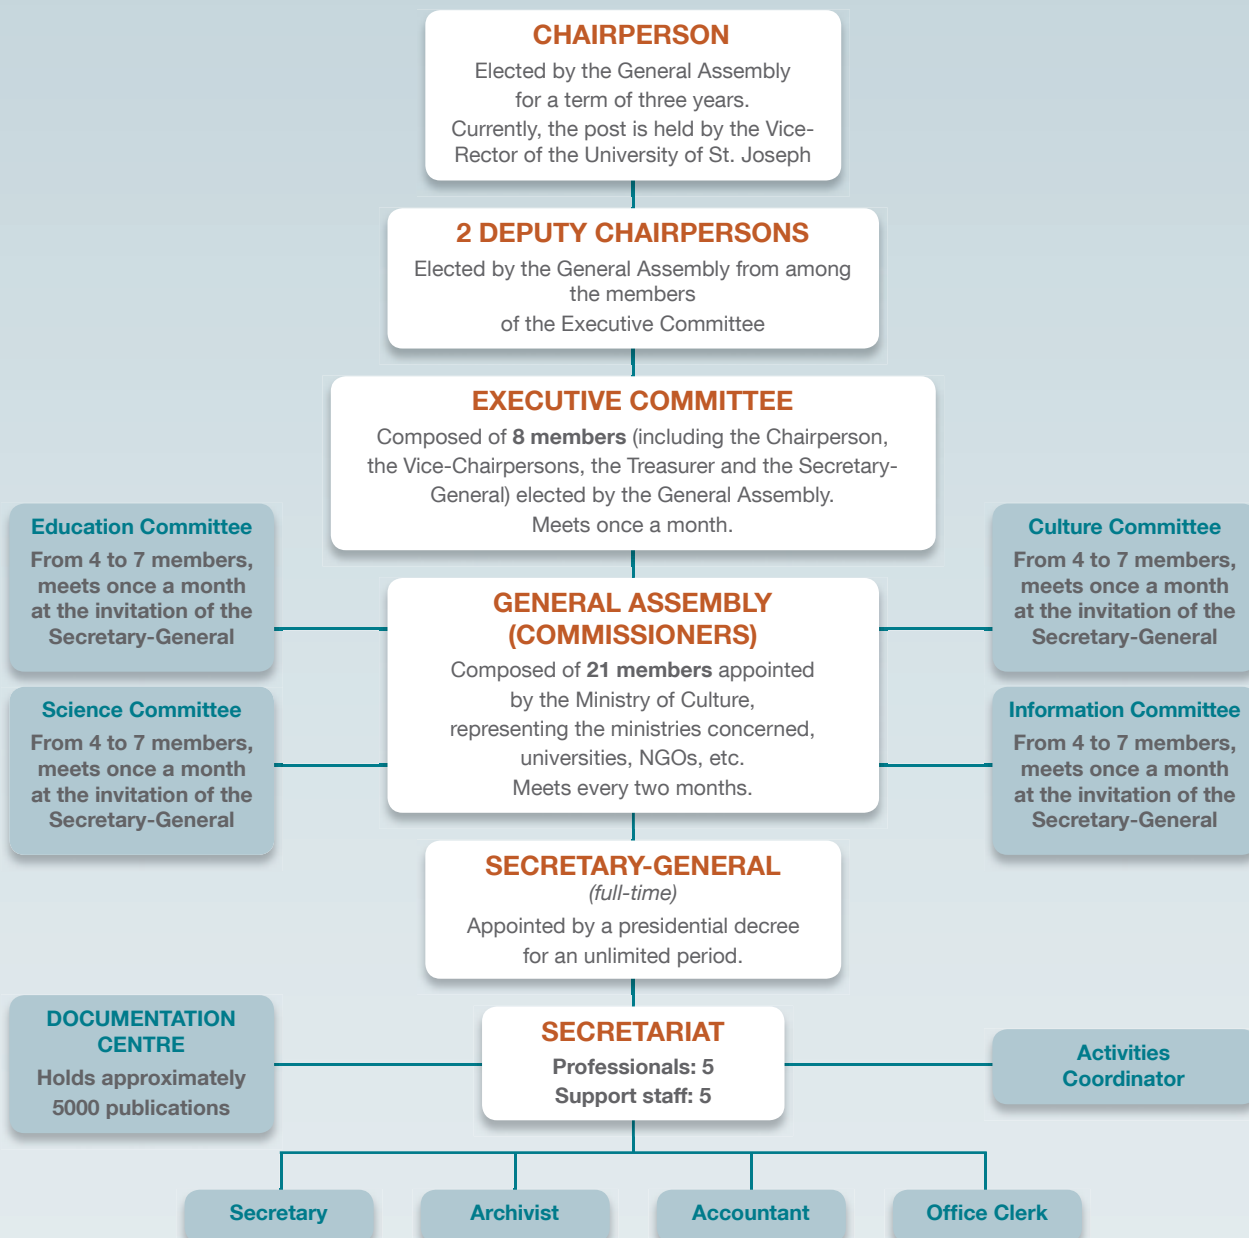 CHAIRPERSON
Elected by the General Assembly
for a term of three years.
Currently, the post is held by the Vice-
Rector of the University of St. Joseph
2 DEPUTY CHAIRPERSONS
Elected by the General Assembly from among
the members
of the Executive Committee
EXECUTIVE COMMITTEE
Composed of 8 members (including the Chairperson,
the Vice-Chairpersons, the Treasurer and the Secretary-
General) elected by the General Assembly.
Meets once a month.
Education Committee
From 4 to 7 members,
meets once a month
at the invitation of the
Secretary-General
Culture Committee
From 4 to 7 members,
meets once a month
at the invitation of the
Secretary-General
GENERAL ASSEMBLY
(COMMISSIONERS)
Composed of 21 members appointed
by the Ministry of Culture,
representing the ministries concerned,
universities, NGOs, etc.
Meets every two months.
Science Committee
From 4 to 7 members,
meets once a month
at the invitation of the
Secretary-General
Information Committee
From 4 to 7 members,
meets once a month
at the invitation of the
Secretary-General
SECRETARY-GENERAL
(full-time)
Appointed by a presidential decree
for an unlimited period.
DOCUMENTATION
CENTRE
Holds approximately
5000 publications
SECRETARIAT
Professionals: 5
Support staff: 5
Activities
Coordinator
Secretary
Archivist
Accountant
Office Clerk